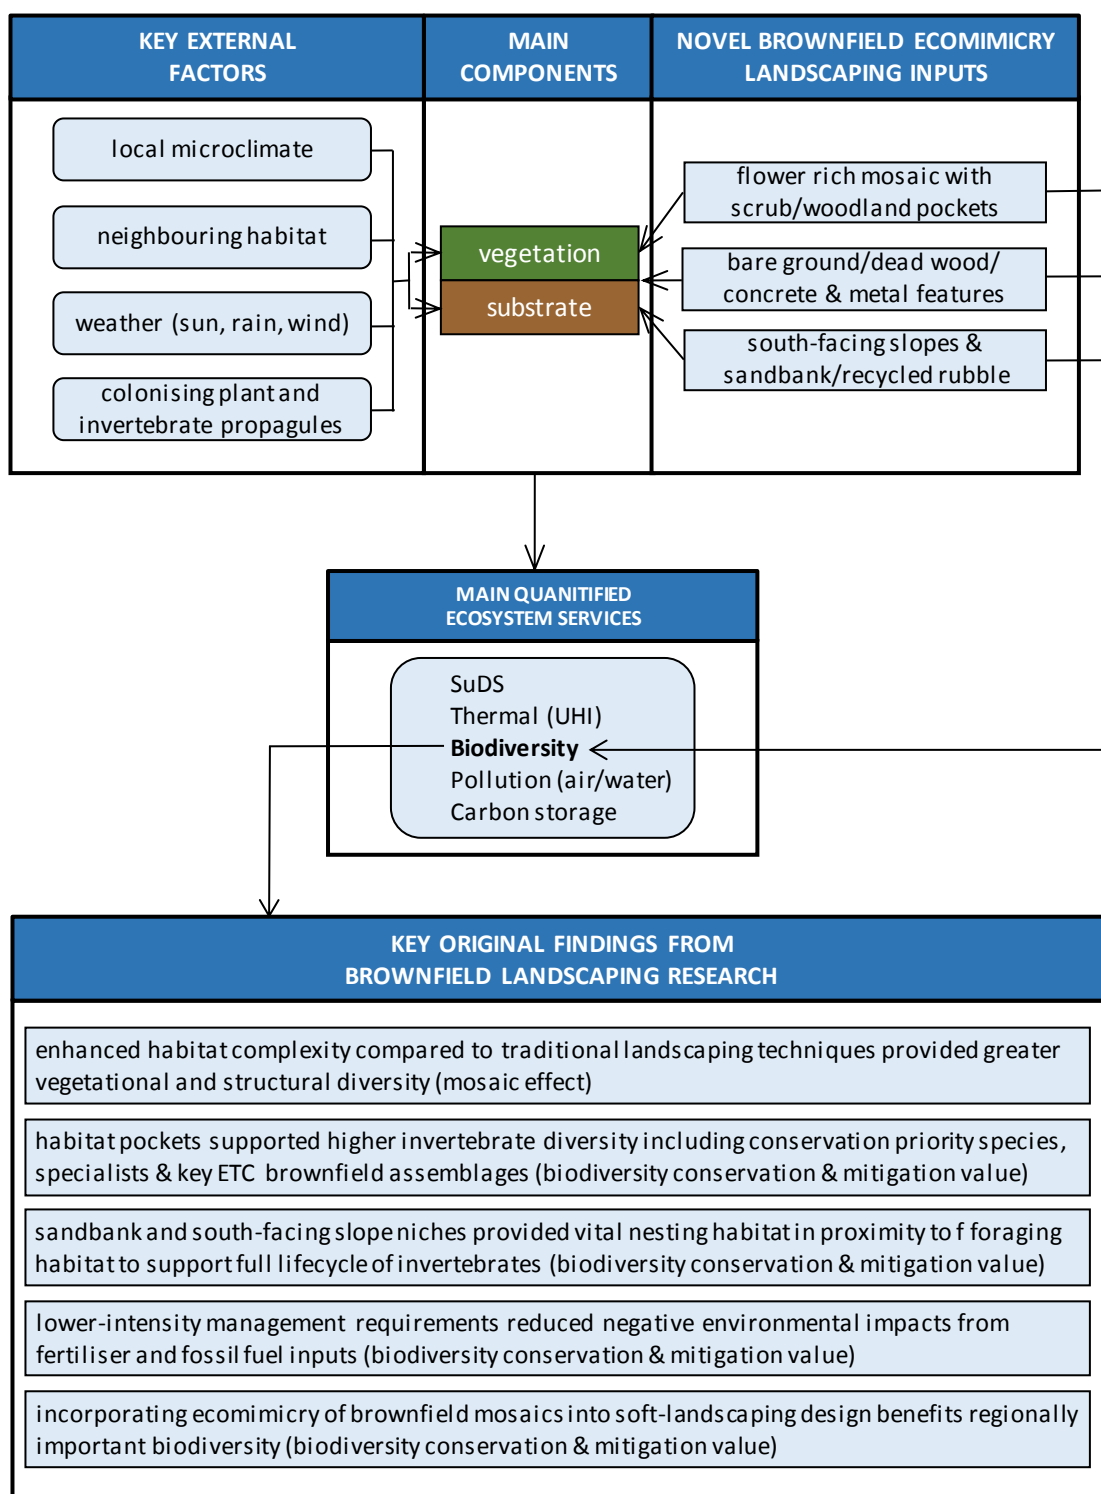 KEY EXTERNAL
FACTORS
MAIN
COMPONENTS
NOVEL BROWNFIELD ECOMIMICRY
LANDSCAPING INPUTS
local microclimate
neighbouring habitat
weather (sun, rain, wind)
colonising plant and
invertebrate propagules
vegetation
substrate
flower rich mosaic with
scrub/woodland pockets
bare ground/dead wood/
concrete & metal features
south-facing slopes &
sandbank/recycled rubble
MAIN QUANITIFIED
ECOSYSTEM SERVICES
SuDS
Thermal (UHI)
Biodiversity
Pollution (air/water)
Carbon storage
KEY ORIGINAL FINDINGS FROM
BROWNFIELD LANDSCAPING RESEARCH
enhanced habitat complexity compared to traditional landscaping techniques provided greater
vegetational and structural diversity (mosaic effect)
habitat pockets supported higher invertebrate diversity including conservation priority species,
specialists & key ETC brownfield assemblages (biodiversity conservation & mitigation value)
sandbank and south-facing slope niches provided vital nesting habitat in proximity to f foraging
habitat to support full lifecycle of invertebrates (biodiversity conservation & mitigation value)
lower-intensity management requirements reduced negative environmental impacts from
fertiliser and fossil fuel inputs (biodiversity conservation & mitigation value)
incorporating ecomimicry of brownfield mosaics into soft-landscaping design benefits regionally
important biodiversity (biodiversity conservation & mitigation value)